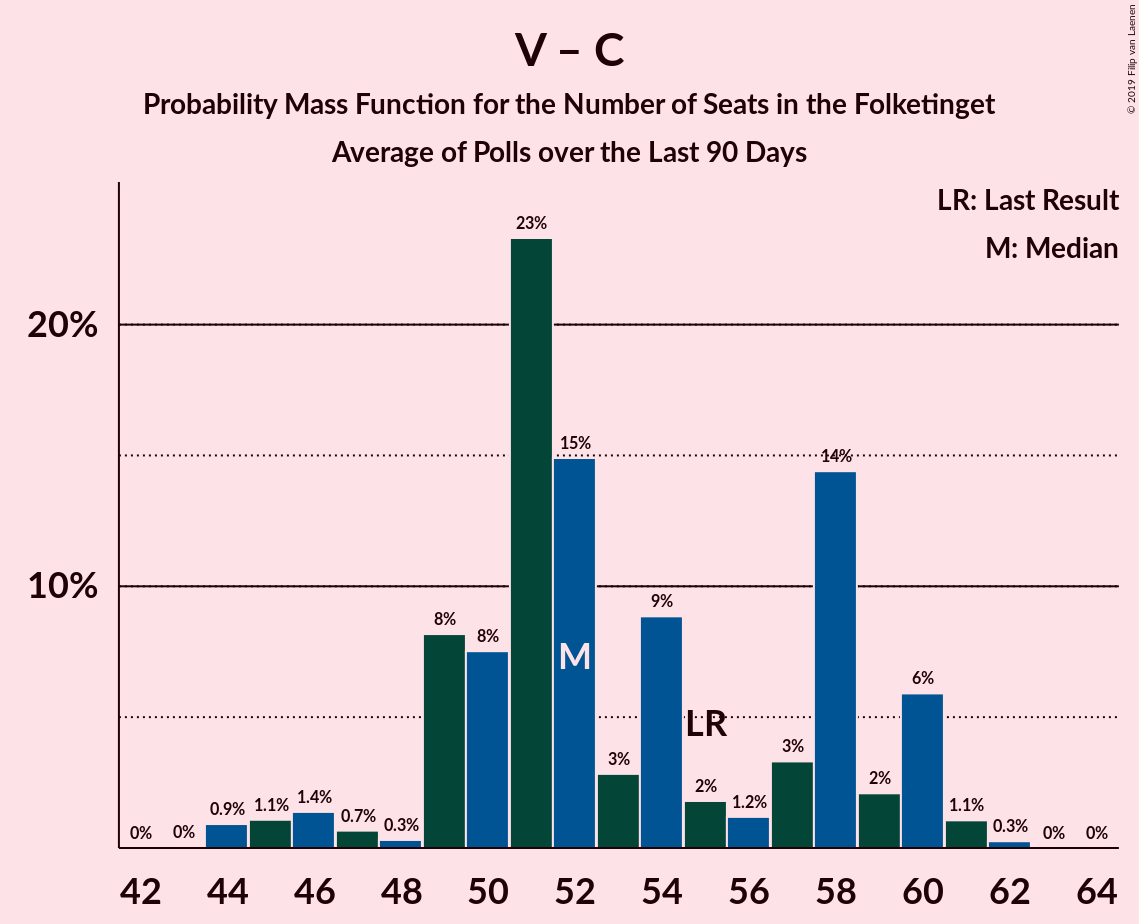 V – C
Probability Mass Function for the Number of Seats in the Folketinget
Average of Polls over the Last 90 Days
© 2019 Filip van Laenen
LR: Last Result
M: Median
20%
10%
0%
0%
0.9%
1.1%
1.4%
0.7%
0.3%
8%
8%
23%
15%
3%
9%
2%
1.2%
3%
14%
2%
6%
1.1%
0.3%
0%
0%
M
LR
42 44 46 48 50 52 54 56 58 60 62 64